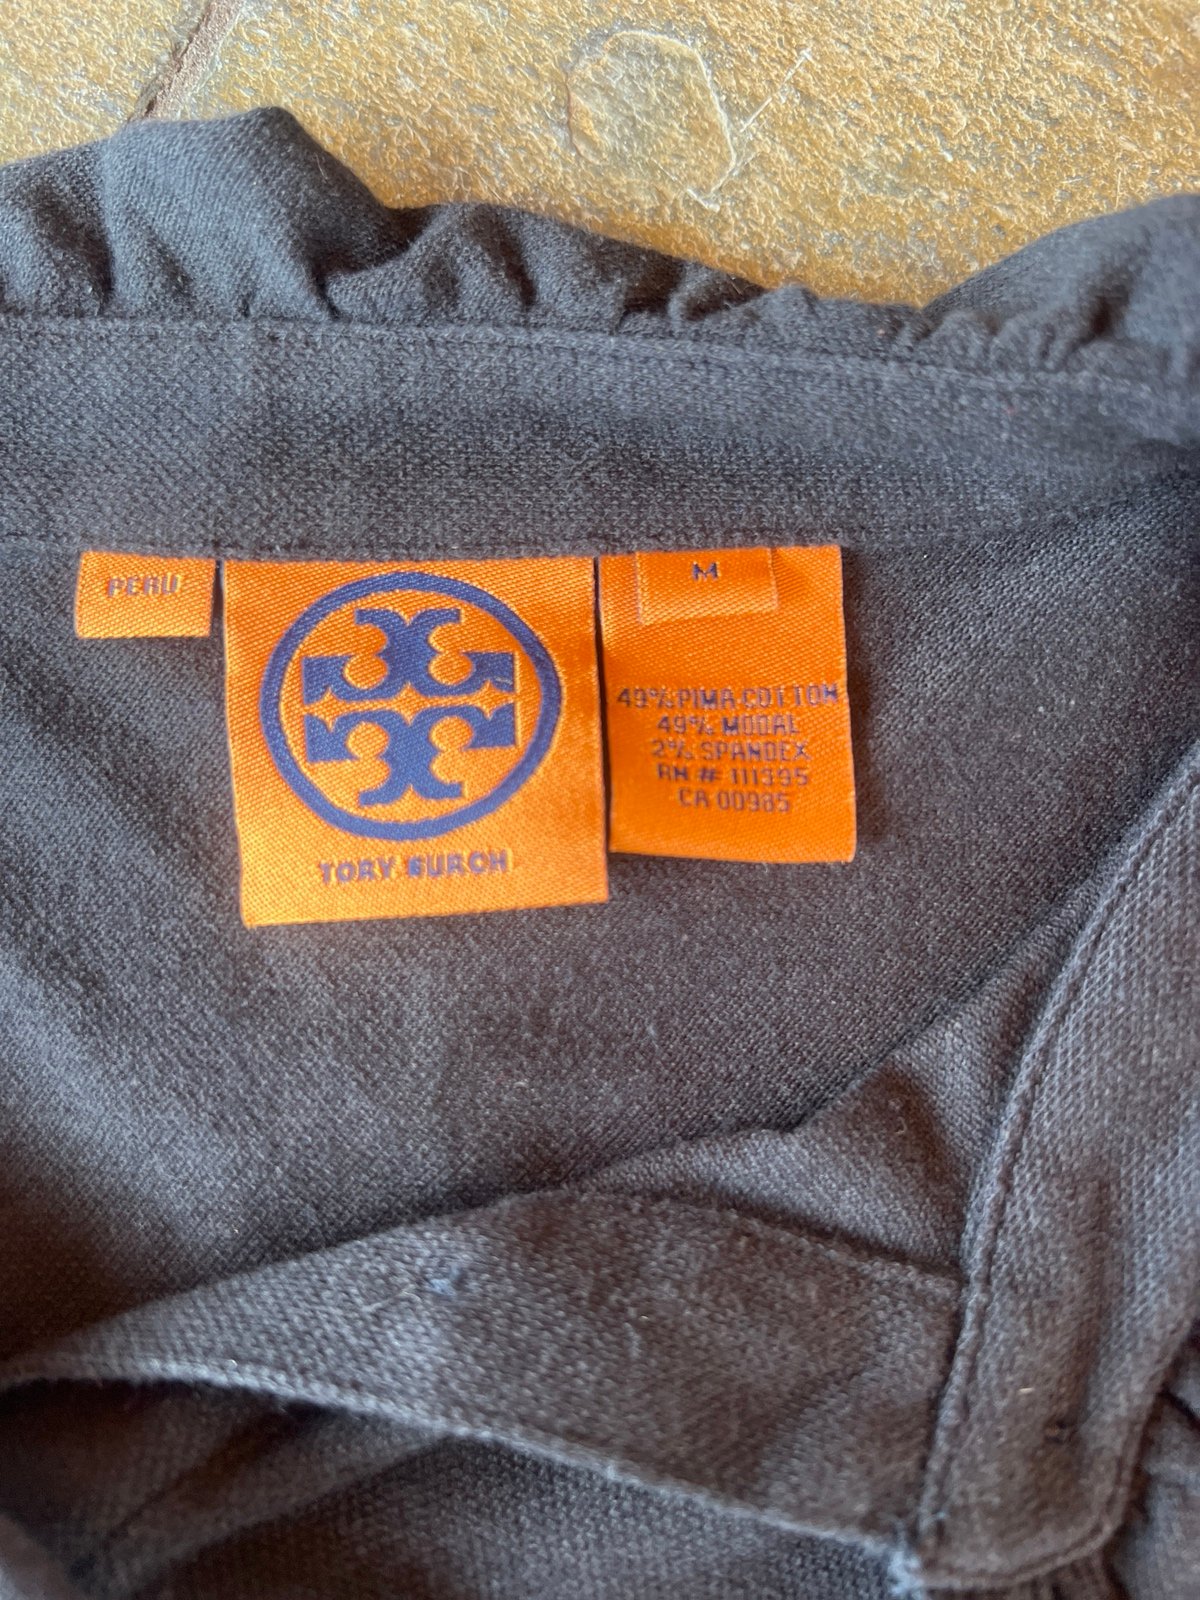 PERU
TORY BURCH
M
49% PIMA COTTON
49% MODAL
2% SPANDEX
RN # 111395
CA 00985